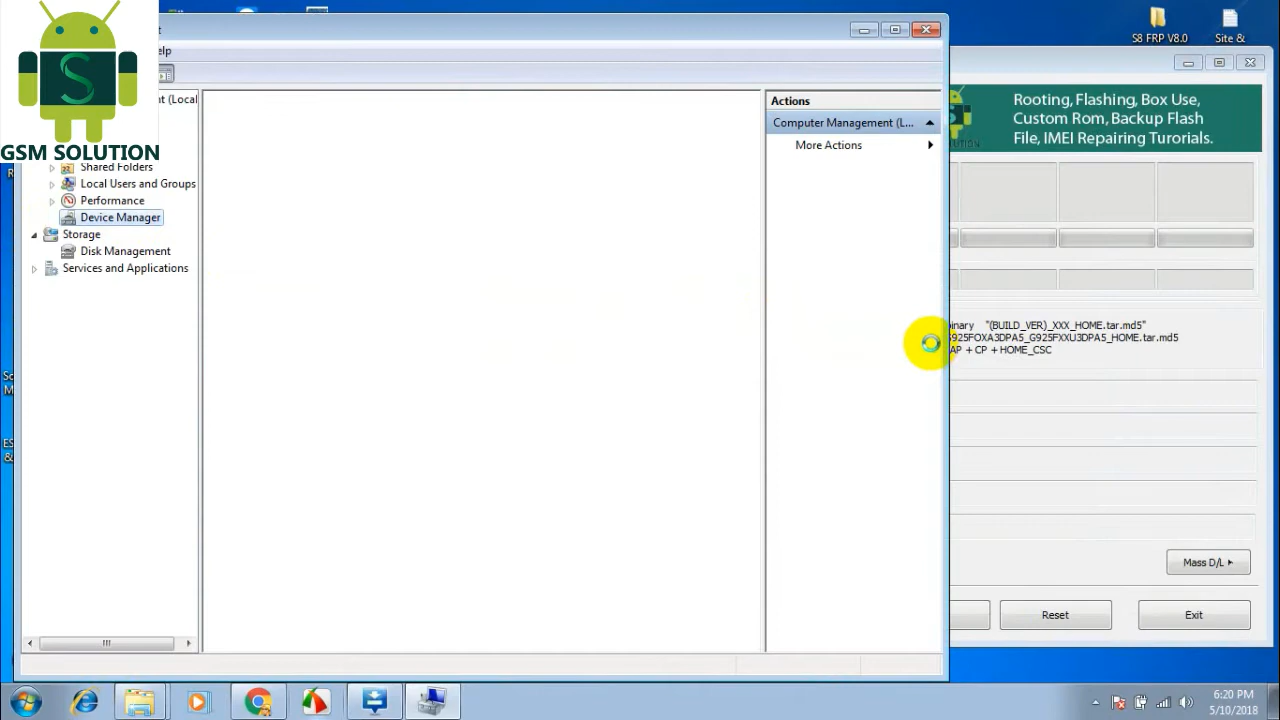 S
GSM SOLUTION
elp
t (Local
Shared Folders
Local Users and Groups
Performance
Device Manager
Storage
Disk Management
Services and Applications
Actions
Computer Management (L...
More Actions
S8 FRP V8.0
Site &
Rooting, Flashing, Box Use,
Custom Rom, Backup Flash
File, IMEI Repairing Turorials.
inary "(BUILD_VER)_XXX_HOME.tar.md5"
G925FOXA3DPA5_G925FXXU3DPA5_HOME.tar.md5
AP + CP + HOME_CSC
Mass D/L
Reset
Exit
6:20 PM
5/10/2018